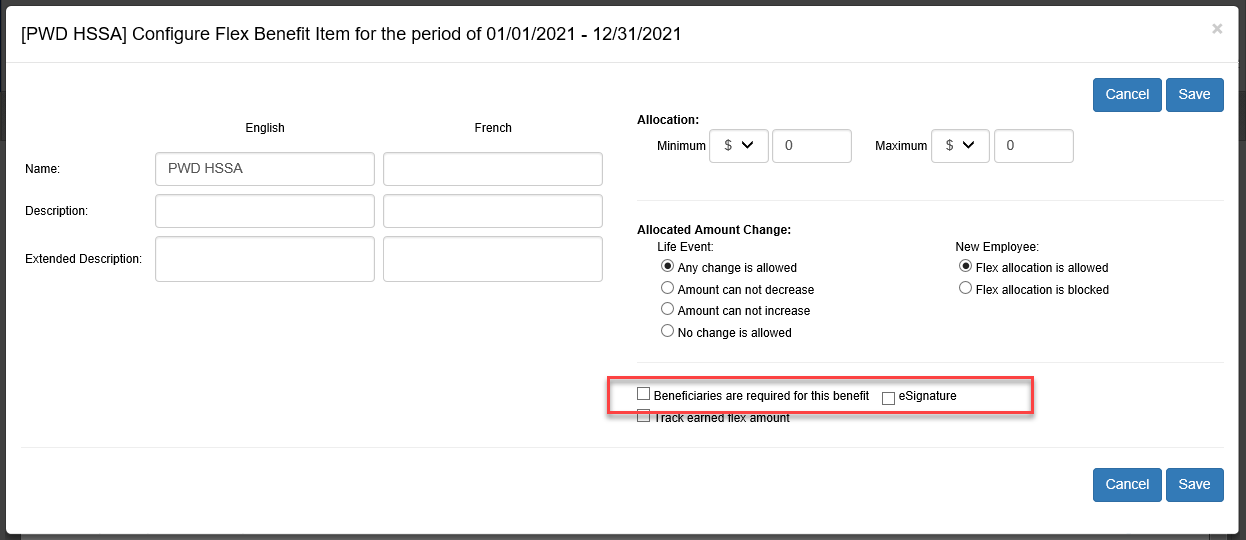 [PWD HSSA] Configure Flex Benefit Item for the period of 01/01/2021 - 12/31/2021 ×
Cancel Save
English French
Name: PWD HSSA
Description:
Extended Description:
Allocation:
Minimum $ 0 Maximum $ 0
Allocated Amount Change:
Life Event: New Employee:
Any change is allowed Flex allocation is allowed
Amount can not decrease Flex allocation is blocked
Amount can not increase
No change is allowed
Beneficiaries are required for this benefit eSignature
Track earned flex amount
Cancel Save